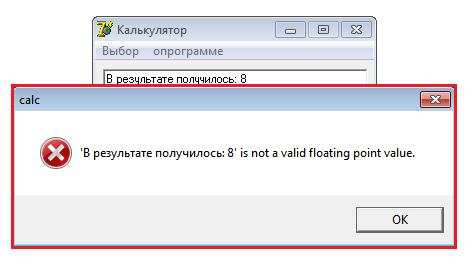 Калькулятор
Выбор опрограмме
В результате получилось: 8
calc
'В результате получилось: 8' is not a valid floating point value.
OK